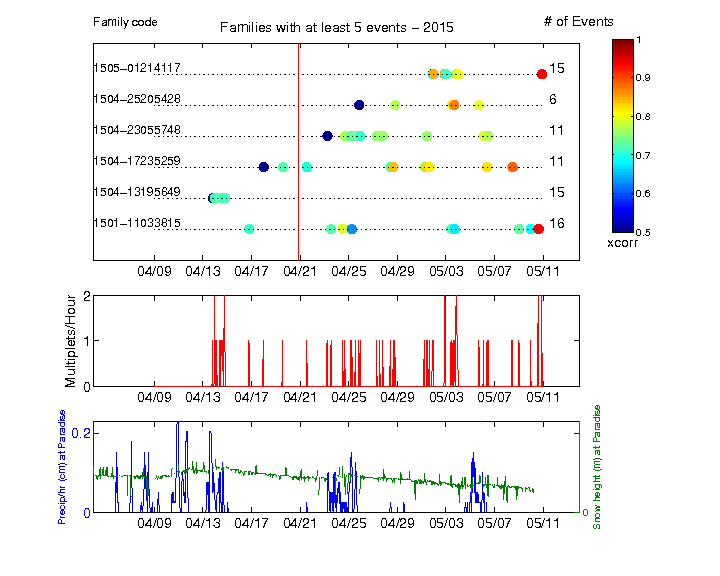 Family code
Families with at least 5 events – 2015
# of Events
1505–01214117
15
1504–25205428
6
1504–23055748
11
1504–17235259
11
1504–13195649
15
1501–11033815
16
1
0.9
0.8
0.7
0.6
0.5
xcorr
04/09 04/13 04/17 04/21 04/25 04/29 05/03 05/07 05/11
Multiplets/Hour
2
1
0
04/09 04/13 04/17 04/21 04/25 04/29 05/03 05/07 05/11
Precip/hr (cm) at Paradise
0.2
0
Snow height (m) at Paradise
0
04/09 04/13 04/17 04/21 04/25 04/29 05/03 05/07 05/11